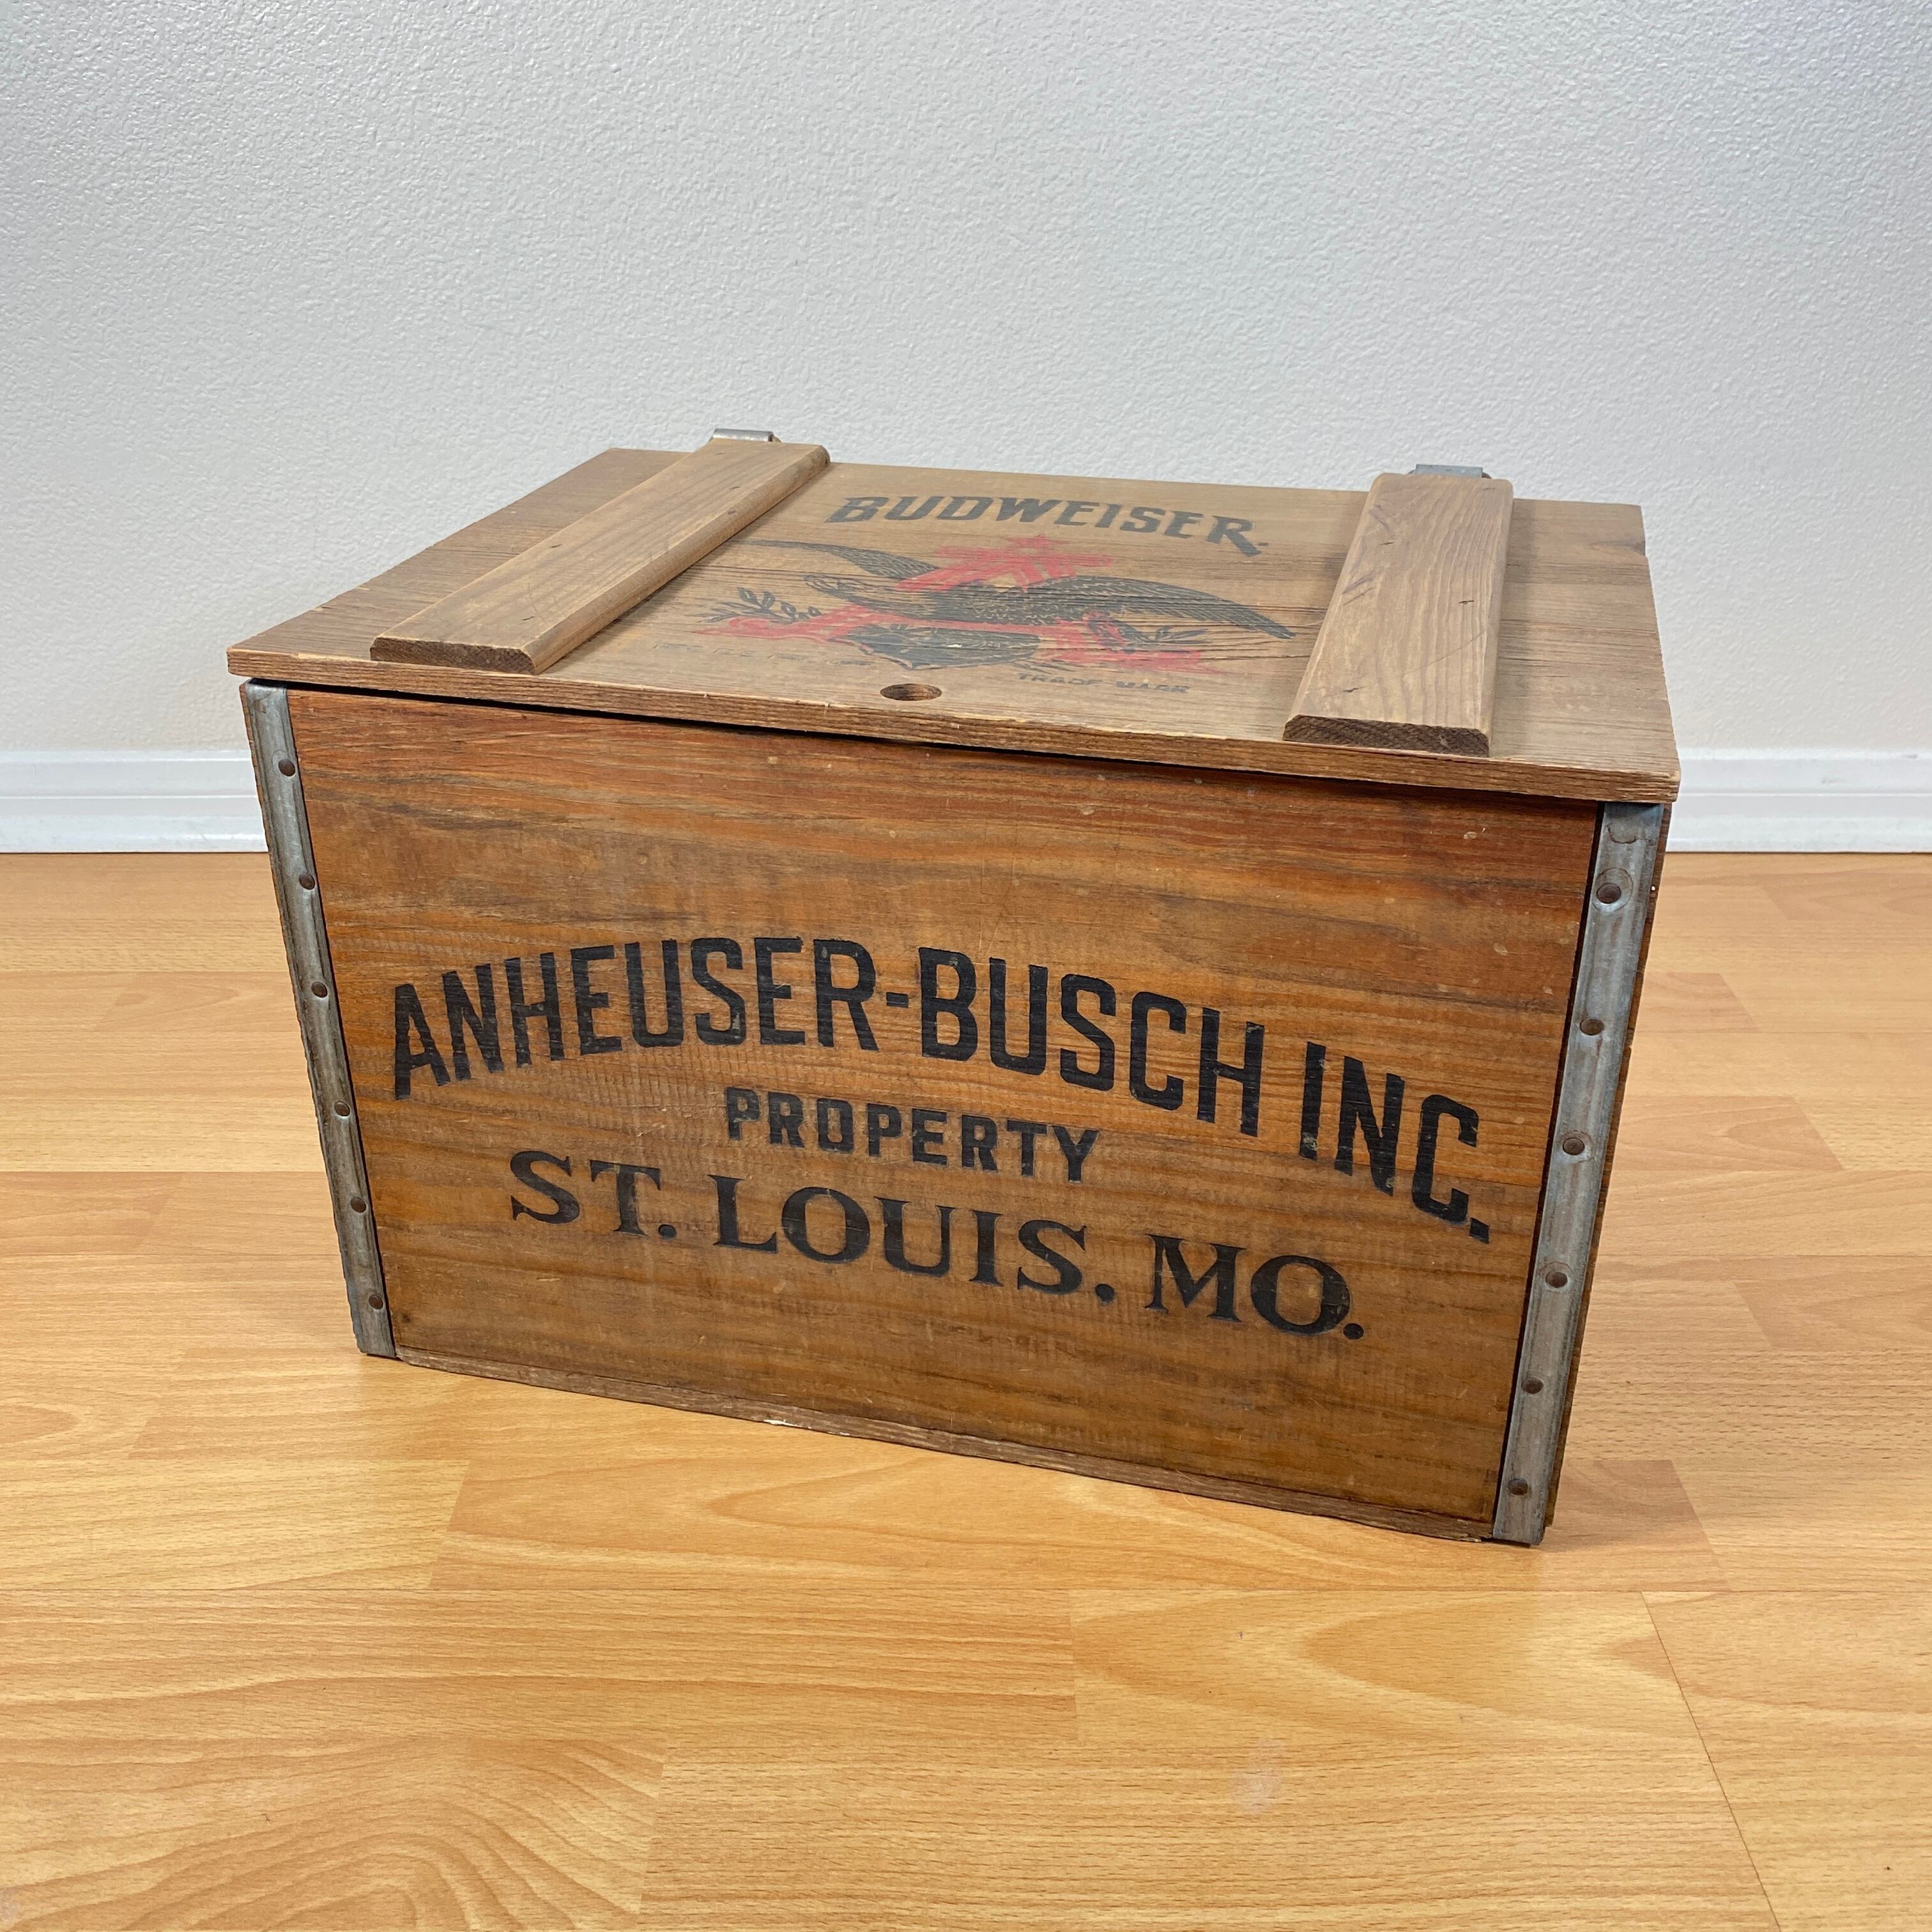 BUDWEISER
TRADE-MARK
ANHEUSER-BUSCH INC.
PROPERTY
ST. LOUIS. MO.